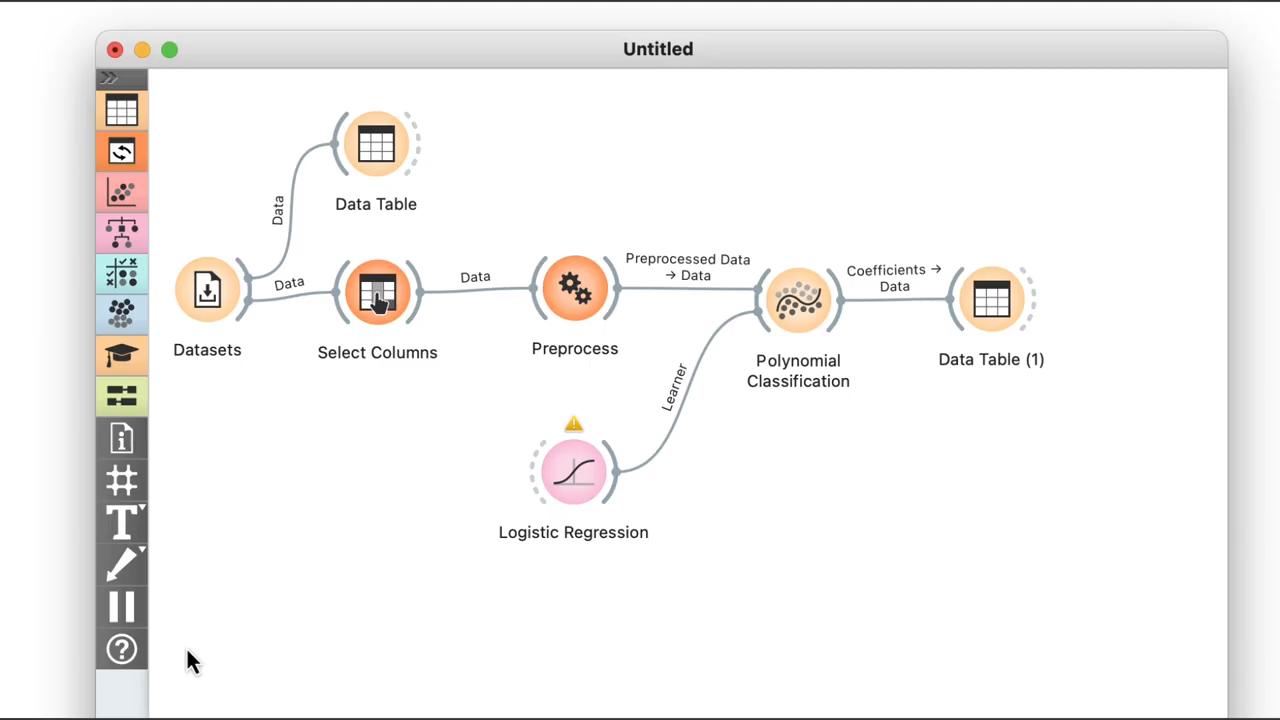 Untitled
Data
Data Table
Data
Datasets
Select Columns
Data
Preprocess
Preprocessed Data
→ Data
Learner
Logistic Regression
Polynomial
Classification
Coefficients →
Data
Data Table (1)